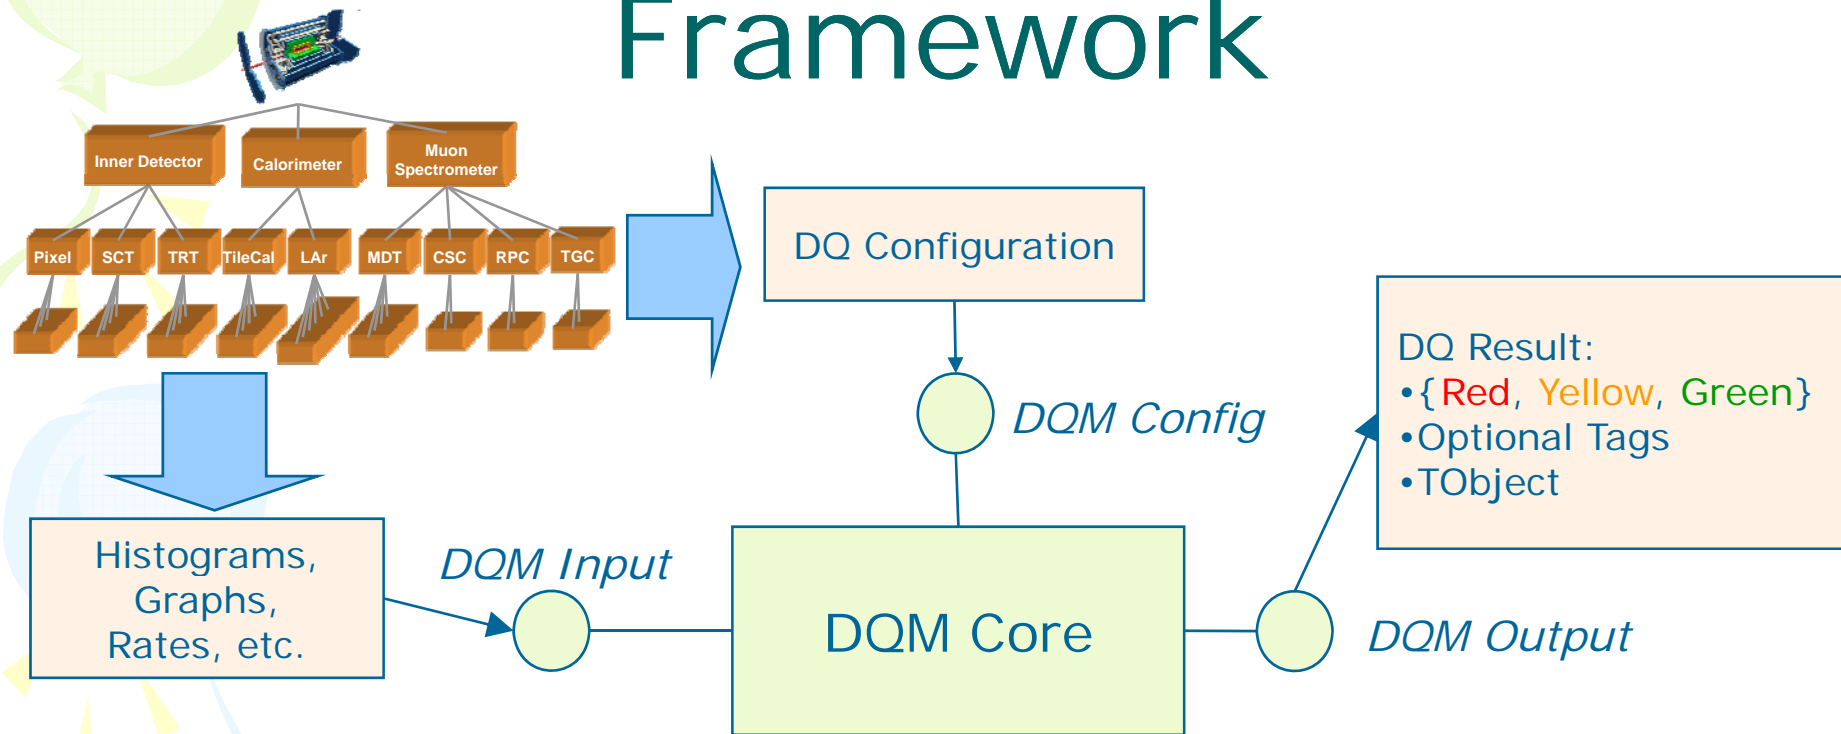 Framework
Inner Detector
Calorimeter
Muon
Spectrometer
Pixel
SCT
TRT
TileCal
LAr
MDT
CSC
RPC
TGC
DQ Configuration
DQM Config
DQ Result:
•{Red, Yellow, Green}
•Optional Tags
•TObject
Histograms,
Graphs,
Rates, etc.
DQM Input
DQM Core
DQM Output